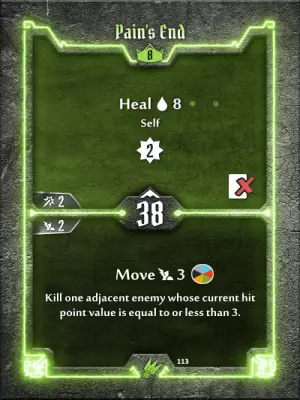 Pain's End
8
Heal 8
Self
2
2
38
2
Move 3
Kill one adjacent enemy whose current hit
point value is equal to or less than 3.
113